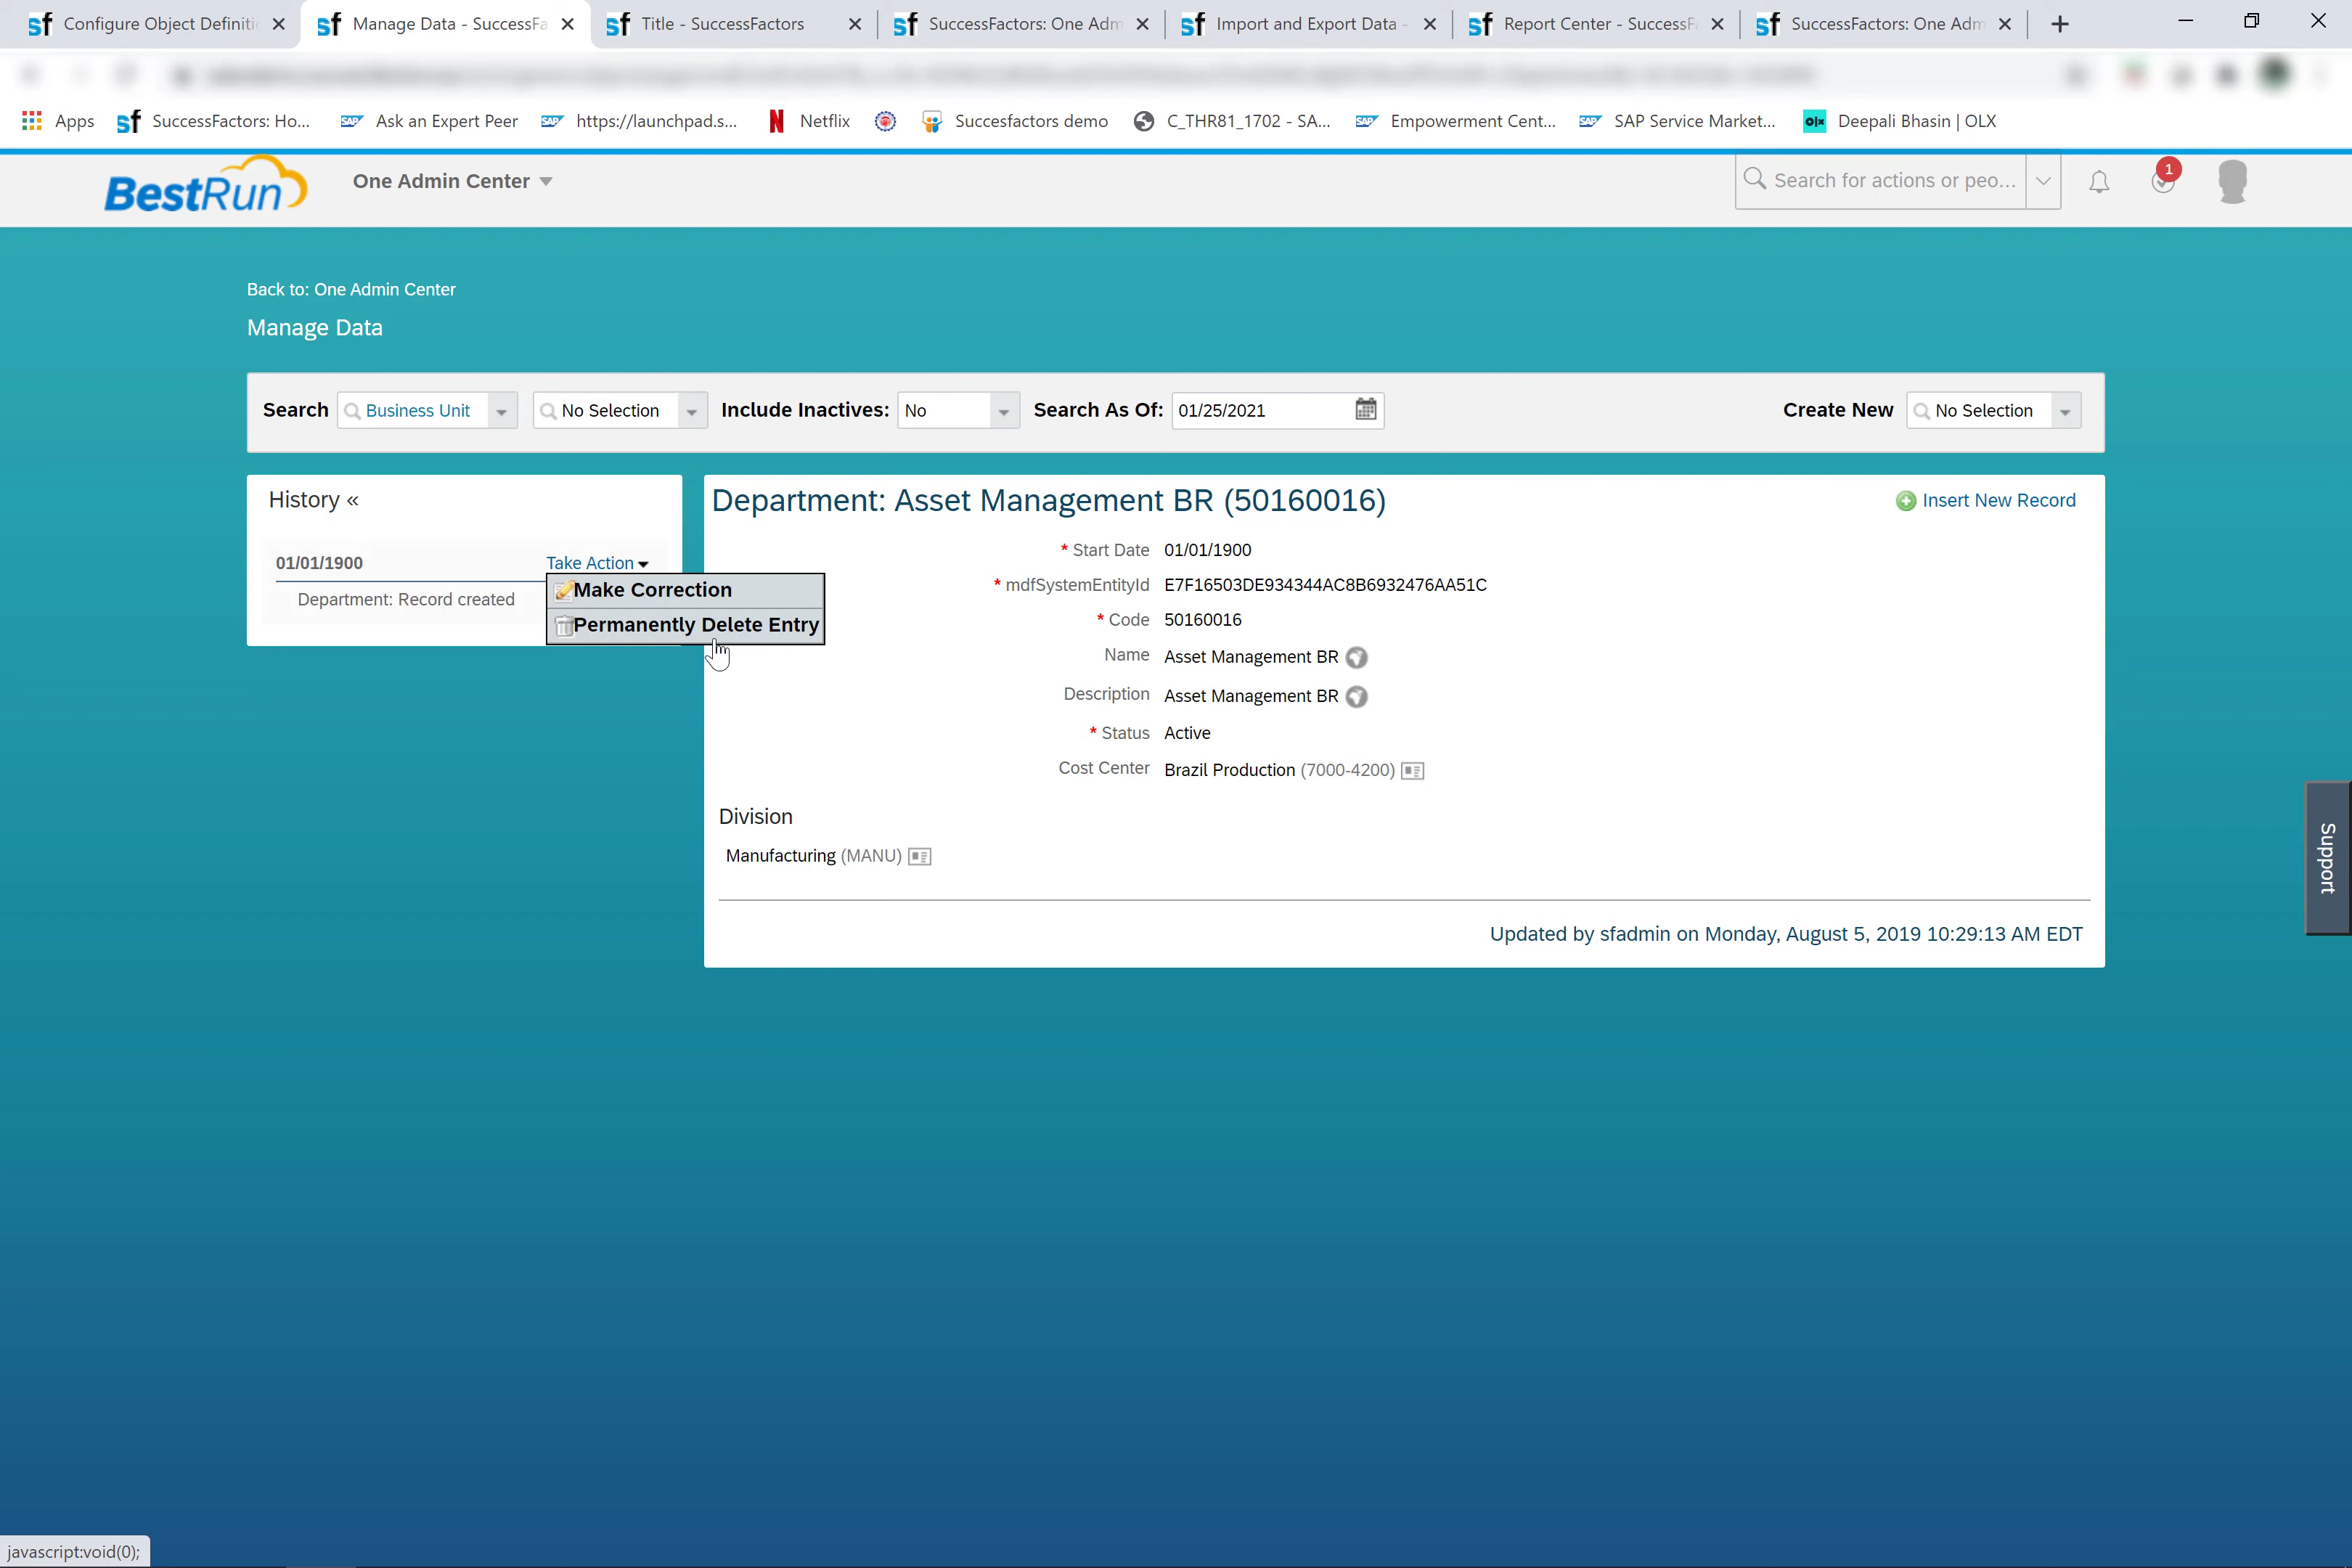 Configure Object Definiti
Manage Data - SuccessFa
Title - SuccessFactors
SuccessFactors: One Adm
Import and Export Data -
Report Center - SuccessF
SuccessFactors: One Adm
Apps
SuccessFactors: Ho...
Ask an Expert Peer
https://launchpad.s...
Netflix
Succesfactors demo
C_THR81_1702 - SA...
Empowerment Cent...
SAP Service Market...
Deepali Bhasin | OLX
BestRun
One Admin Center
Search for actions or peo...
1
Back to: One Admin Center
Manage Data
Search Business Unit No Selection Include Inactives: No Search As Of: 01/25/2021 Create New No Selection
History «
01/01/1900 Take Action
Department: Record created
Make Correction
Permanently Delete Entry
Department: Asset Management BR (50160016)
Insert New Record
* Start Date 01/01/1900
* mdfSystemEntityId E7F16503DE934344AC8B6932476AA51C
* Code 50160016
Name Asset Management BR
Description Asset Management BR
* Status Active
Cost Center Brazil Production (7000-4200)
Division
Manufacturing (MANU)
Updated by sfadmin on Monday, August 5, 2019 10:29:13 AM EDT
Support
javascript:void(0);